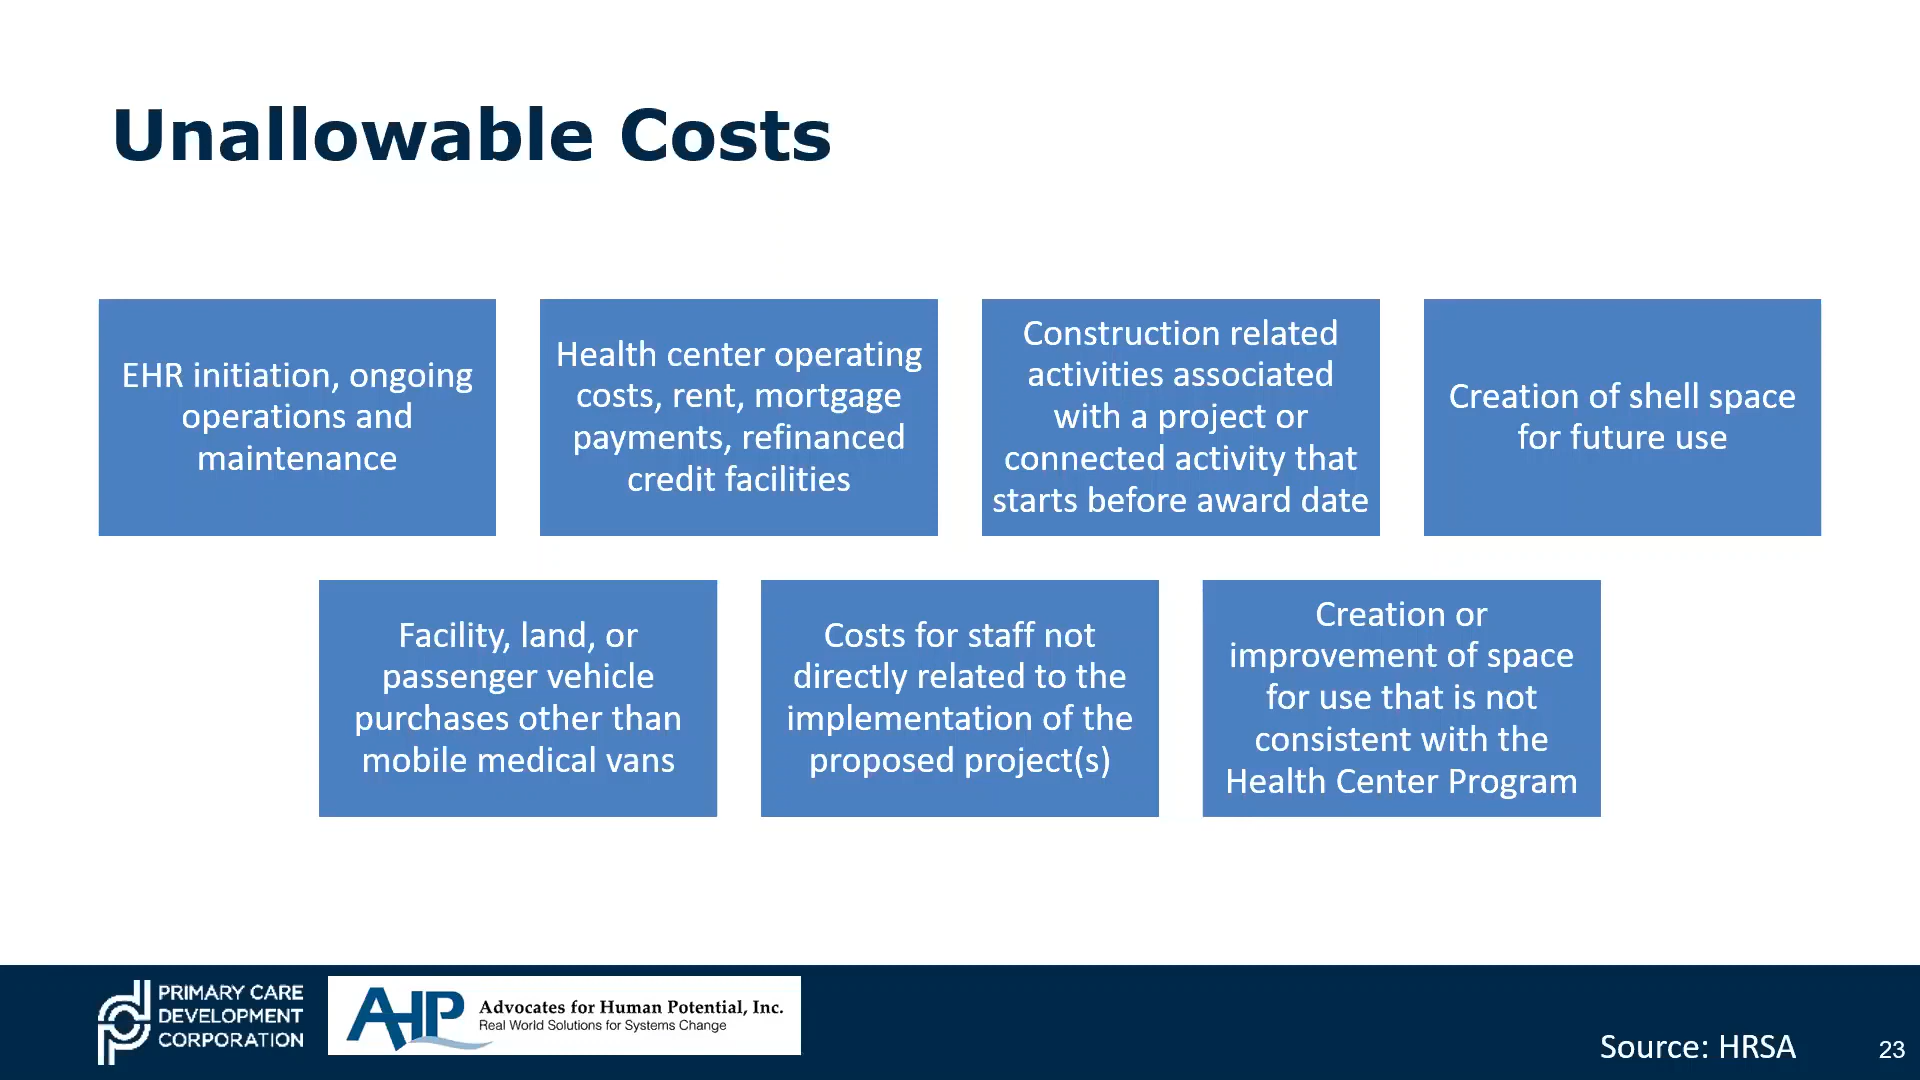 Unallowable Costs
EHR initiation, ongoing
operations and
maintenance
Health center operating
costs, rent, mortgage
payments, refinanced
credit facilities
Construction related
activities associated
with a project or
connected activity that
starts before award date
Creation of shell space
for future use
Facility, land, or
passenger vehicle
purchases other than
mobile medical vans
Costs for staff not
directly related to the
implementation of the
proposed project(s)
Creation or
improvement of space
for use that is not
consistent with the
Health Center Program
PRIMARY CARE
DEVELOPMENT
CORPORATION
AHP
Advocates for Human Potential, Inc.
Real World Solutions for Systems Change
Source: HRSA
23